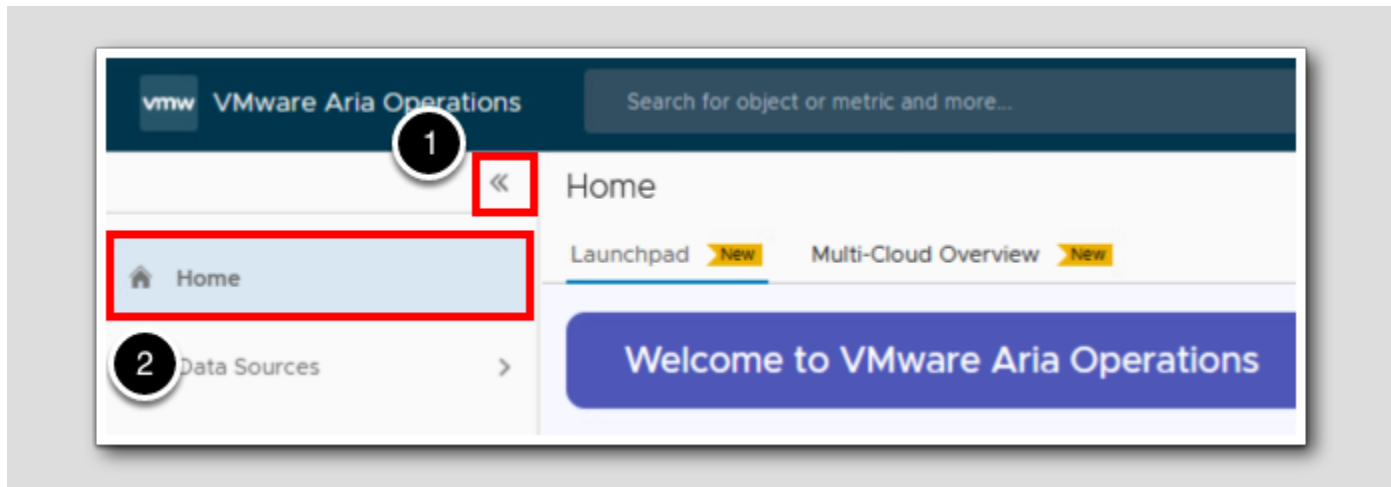 vmw VMware Aria Operations Search for object or metric and more...
1
« Home
Launchpad New Multi-Cloud Overview New
Home
2 Data Sources >
Welcome to VMware Aria Operations